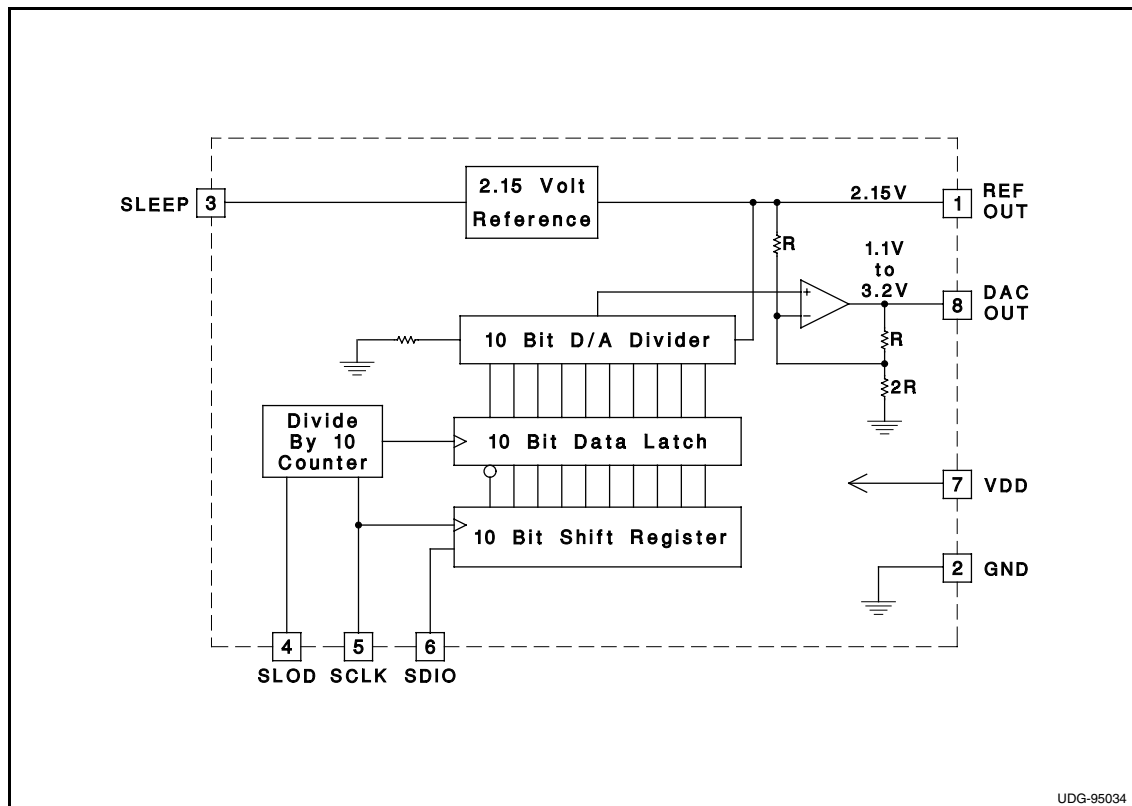 SLEEP
3
2.15 Volt
Reference
2.15V
1
REF
OUT
R
1.1V
to
3.2V
+
−
8
DAC
OUT
10 Bit D/A Divider
R
2R
Divide
By 10
Counter
10 Bit Data Latch
7
VDD
10 Bit Shift Register
2
GND
4
5
6
SLOD
SCLK
SDIO
UDG-95034